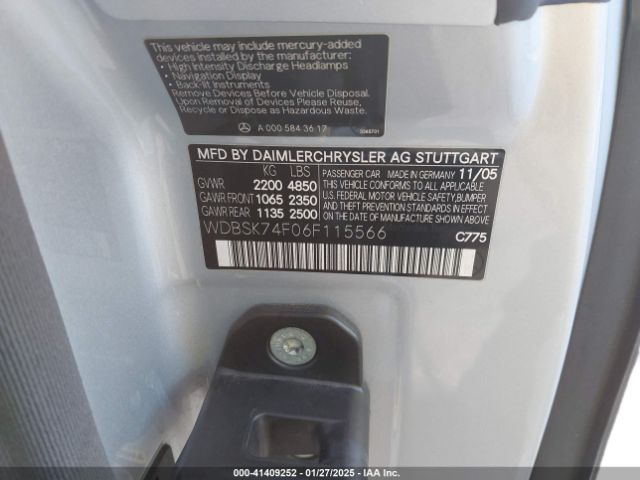 This vehicle may include mercury-added
devices installed by the manufacturer:
• High Intensity Discharge Headlamps
• Navigation Display
• Back-lit Instruments
Remove Devices Before Vehicle Disposal.
Upon Removal of Devices Please Reuse,
Recycle or Dispose as Hazardous Waste.
A 000 584 36 17
MFD BY DAIMLERCHRYSLER AG STUTTGART
KG LBS PASSENGER CAR MADE IN GERMANY 11/05
GVWR 2200 4850 THIS VEHICLE CONFORMS TO ALL APPLICABLE
GAWR FRONT 1065 2350 U.S. FEDERAL MOTOR VEHICLE SAFETY, BUMPER
GAWR REAR 1135 2500 AND THEFT PREVENTION STANDARDS IN EFFECT ON THE DATE OF MANUFACTURE SHOWN ABOVE.
WDBSK74F06F115566 C775
000-41409252 - 01/27/2025 - IAA Inc.